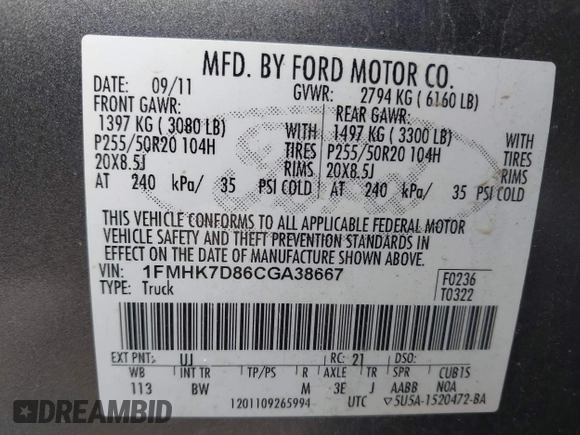 MFD. BY FORD MOTOR CO.
DATE: 09/11 GVWR: 2794 KG ( 6160 LB)
FRONT GAWR: REAR GAWR:
1397 KG ( 3080 LB) WITH 1497 KG ( 3300 LB) WITH
P255/50R20 104H TIRES P255/50R20 104H TIRES
20X8.5J RIMS 20X8.5J RIMS
AT 240 kPa/ 35 PSI COLD AT 240 kPa/ 35 PSI COLD
THIS VEHICLE CONFORMS TO ALL APPLICABLE FEDERAL MOTOR
VEHICLE SAFETY AND THEFT PREVENTION STANDARDS IN
EFFECT ON THE DATE OF MANUFACTURE SHOWN ABOVE.
VIN: 1FMHK7D86CGA38667 F0236
TYPE: Truck T0322
EXT PNT: UJ RC: 21 DSO:
WB INT TR TP/PS R AXLE TR SPR CUBTS
113 BW M 3E J AABB NOA
1201109265994 UTC ▽5U5A-1520472-BA
EPIC.VIN